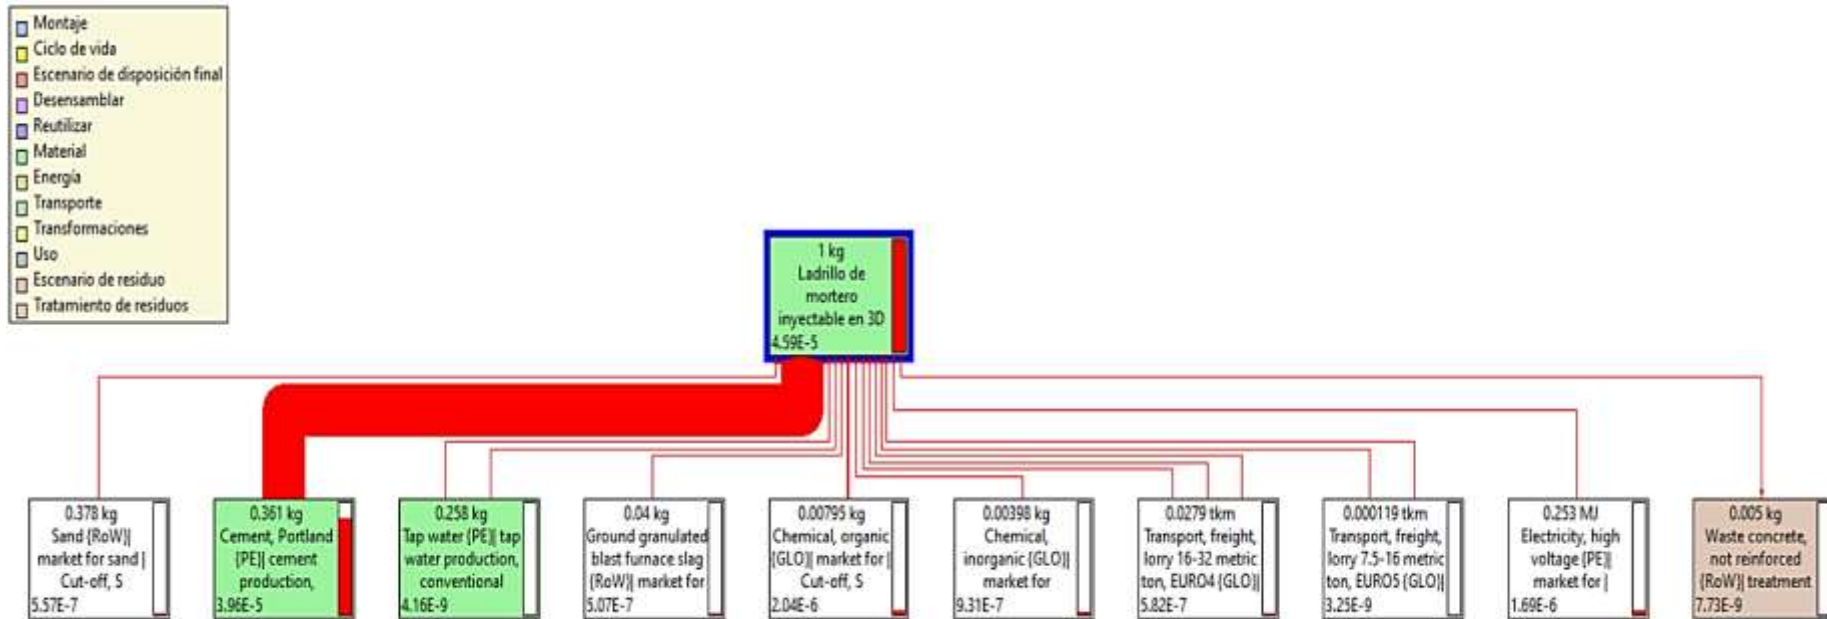 Montaje
Ciclo de vida
Escenario de disposición final
Desensamblar
Reutilizar
Material
Energía
Transporte
Transformaciones
Uso
Escenario de residuo
Tratamiento de residuos
1 kg
Ladrillo de
mortero
inyectable en 3D
4.59E-5
0.378 kg
Sand {RoW}|
market for sand |
Cut-off, S
5.57E-7
0.361 kg
Cement, Portland
{PE}| cement
production,
3.96E-5
0.258 kg
Tap water {PE}| tap
water production,
conventional
4.16E-9
0.04 kg
Ground granulated
blast furnace slag
{RoW}| market for
5.07E-7
0.00795 kg
Chemical, organic
{GLO}| market for |
Cut-off, S
2.04E-6
0.00398 kg
Chemical,
inorganic {GLO}|
market for
9.31E-7
0.0279 tkm
Transport, freight,
lorry 16-32 metric
ton, EURO4 {GLO}|
5.82E-7
0.000119 tkm
Transport, freight,
lorry 7.5-16 metric
ton, EURO5 {GLO}|
3.25E-9
0.253 MJ
Electricity, high
voltage {PE}|
market for |
1.69E-6
0.005 kg
Waste concrete,
not reinforced
{RoW}| treatment
7.73E-9